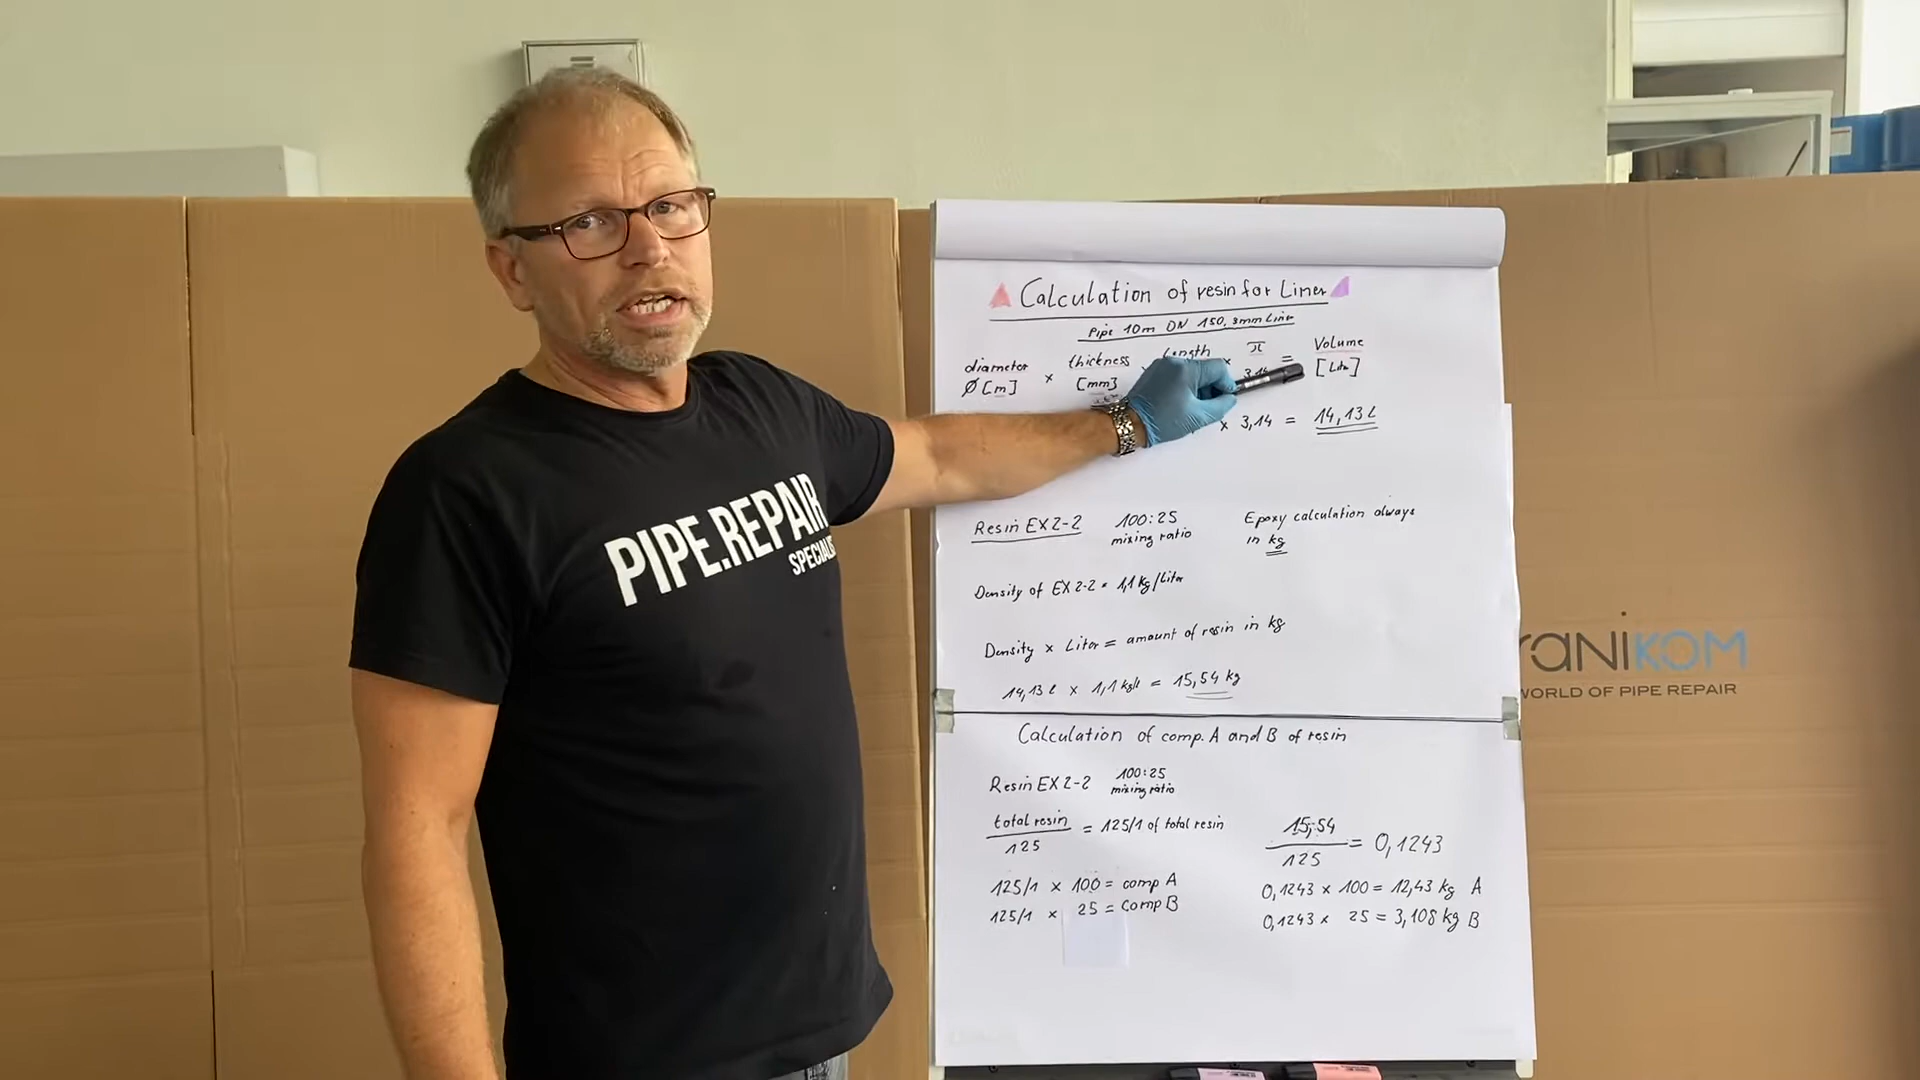 Calculation of resin for Liner
Pipe 10m DN 150, 3mm Liner
diameter × thickness × Length × π = Volume
Ø [m] [mm] 3,14 [Liter]
× 3,14 = 14,13 L
Resin EX 2-2 100:25 mixing ratio
Epoxy calculation always in kg
Density of EX 2-2 = 1,1 kg/Liter
Density × Liter = amount of resin in kg
14,13 l × 1,1 kg/l = 15,54 kg
Calculation of comp. A and B of resin
Resin EX 2-2 100:25 mixing ratio
total resin / 125 = 125/1 of total resin
125/1 × 100 = comp A
125/1 × 25 = comp B
15,54 / 125 = 0,1243
0,1243 × 100 = 12,43 kg A
0,1243 × 25 = 3,108 kg B
PIPE.REPAIR
ranikom
WORLD OF PIPE REPAIR